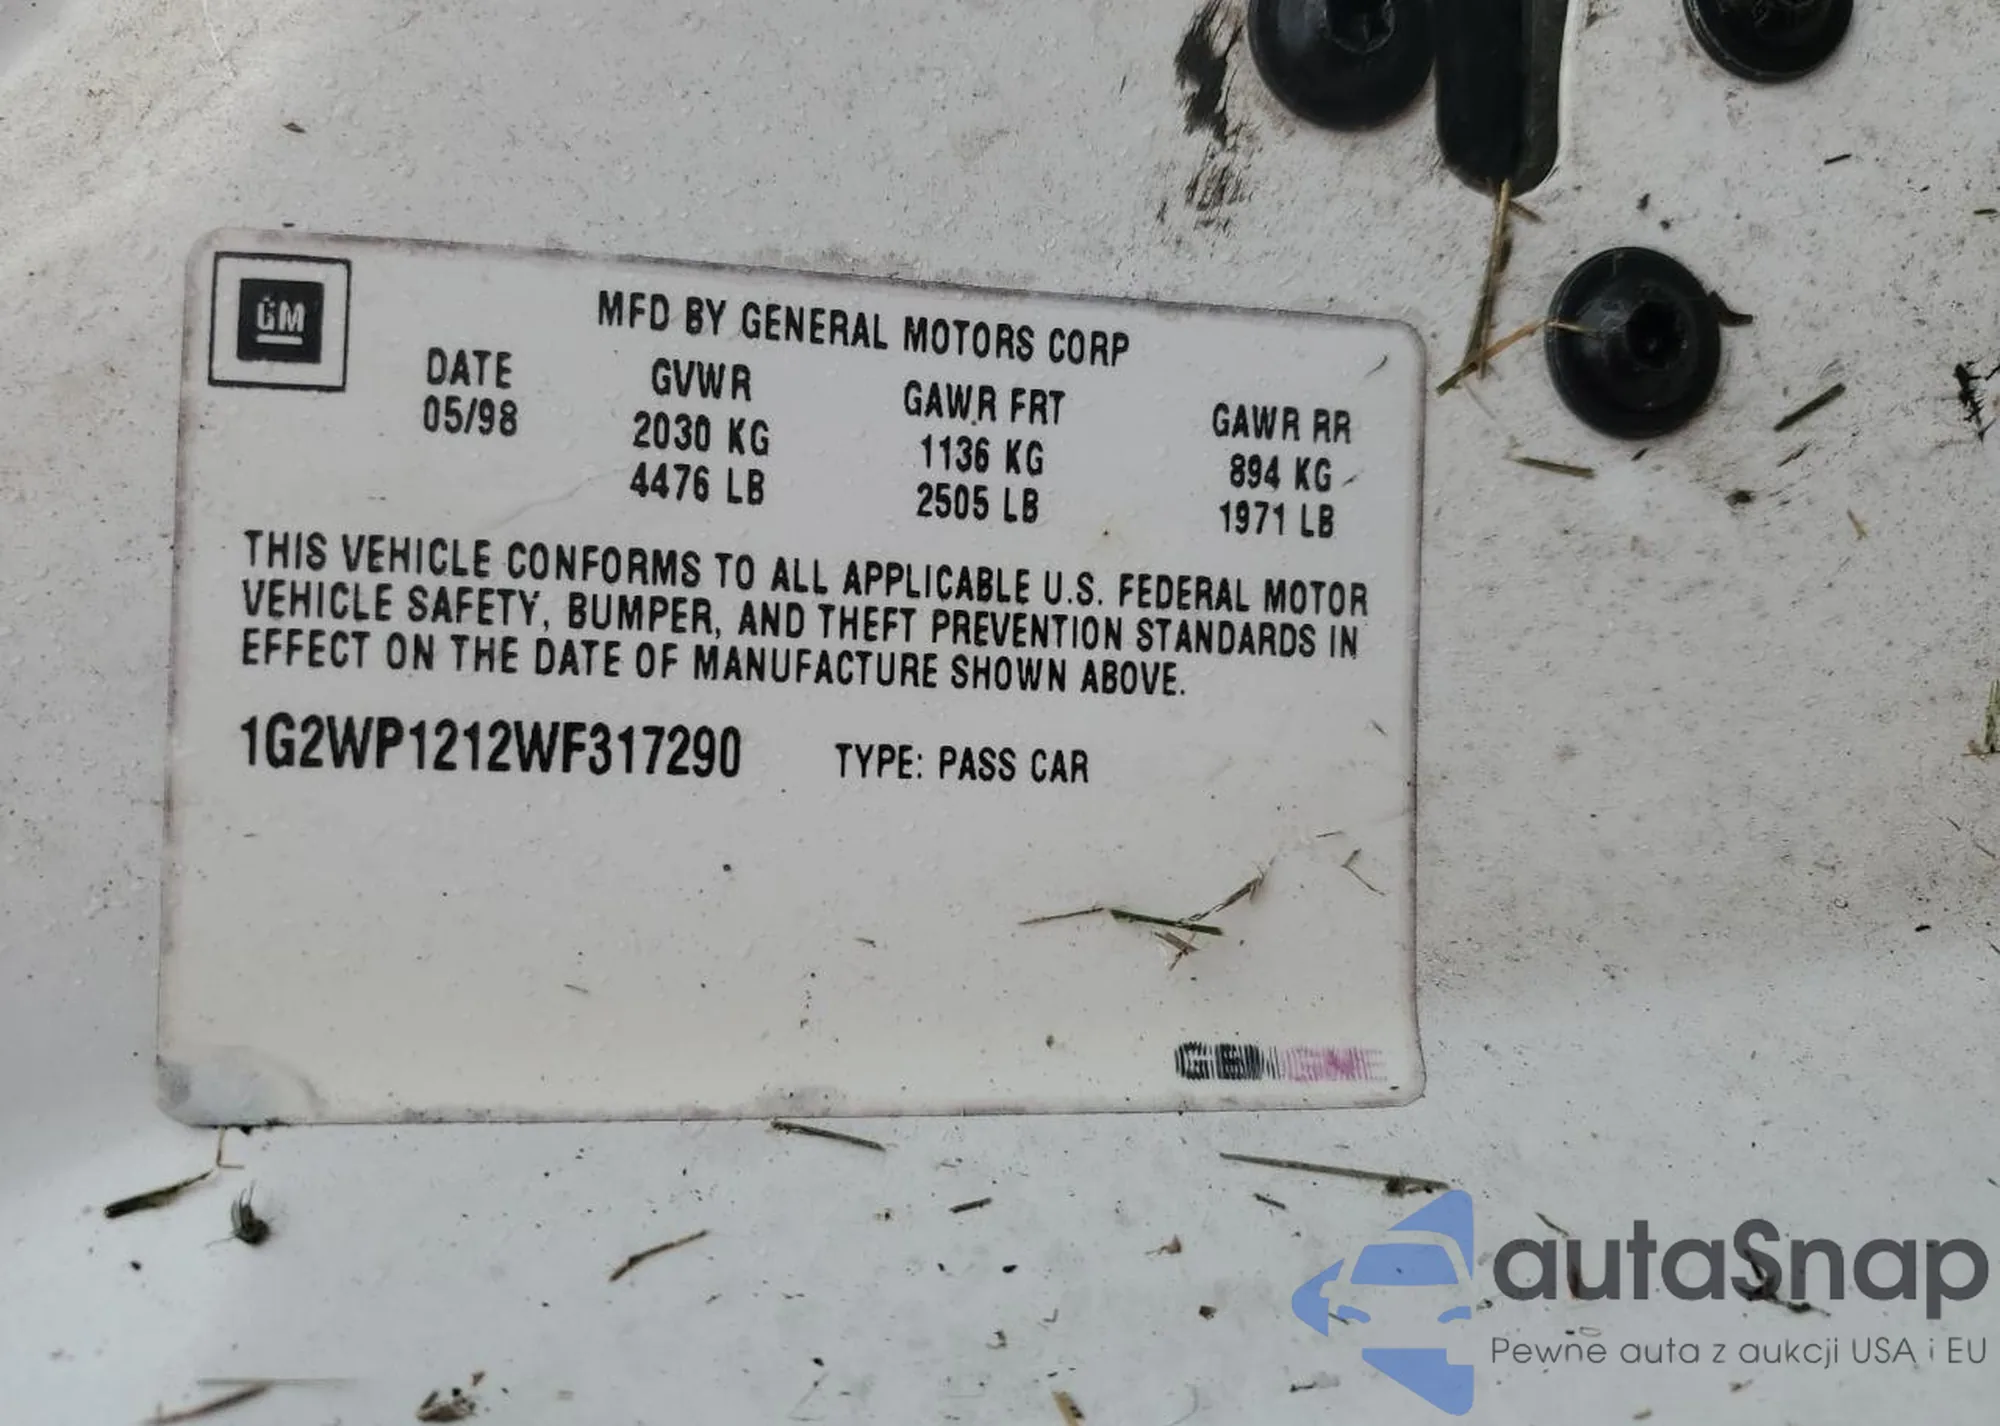 GM
MFD BY GENERAL MOTORS CORP
DATE GVWR GAWR FRT GAWR RR
05/98 2030 KG 1136 KG 894 KG
4476 LB 2505 LB 1971 LB
THIS VEHICLE CONFORMS TO ALL APPLICABLE U.S. FEDERAL MOTOR
VEHICLE SAFETY, BUMPER, AND THEFT PREVENTION STANDARDS IN
EFFECT ON THE DATE OF MANUFACTURE SHOWN ABOVE.
1G2WP1212WF317290 TYPE: PASS CAR
autaSnap
Pewne auta z aukcji USA i EU